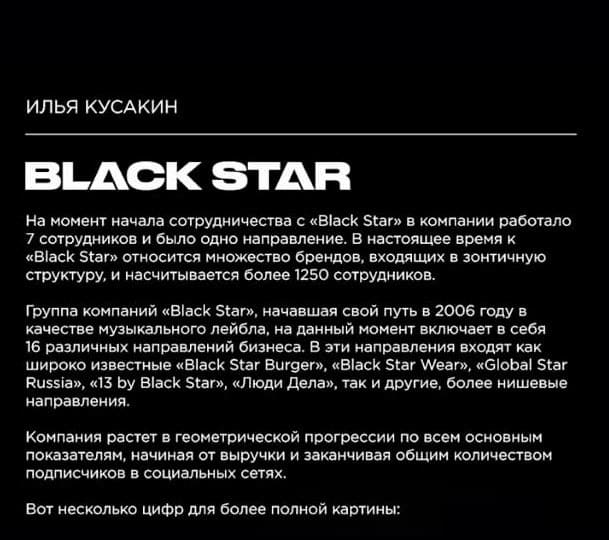 ИЛЬЯ КУСАКИН
BLACK STAR
На момент начала сотрудничества с «Black Star» в компании работало
7 сотрудников и было одно направление. В настоящее время к
«Black Star» относится множество брендов, входящих в зонтичную
структуру, и насчитывается более 1250 сотрудников.
Группа компаний «Black Star», начавшая свой путь в 2006 году в
качестве музыкального лейбла, на данный момент включает в себя
16 различных направлений бизнеса. В эти направления входят как
широко известные «Black Star Burger», «Black Star Wear», «Global Star
Russia», «13 by Black Star», «Люди Дела», так и другие, более нишевые
направления.
Компания растет в геометрической прогрессии по всем основным
показателям, начиная от выручки и заканчивая общим количеством
подписчиков в социальных сетях.
Вот несколько цифр для более полной картины: